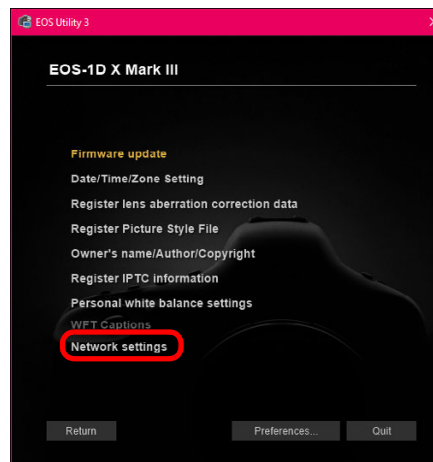 EOS Utility 3
EOS-1D X Mark III
Firmware update
Date/Time/Zone Setting
Register lens aberration correction data
Register Picture Style File
Owner's name/Author/Copyright
Register IPTC information
Personal white balance settings
WFT Captions
Network settings
Return Preferences... Quit